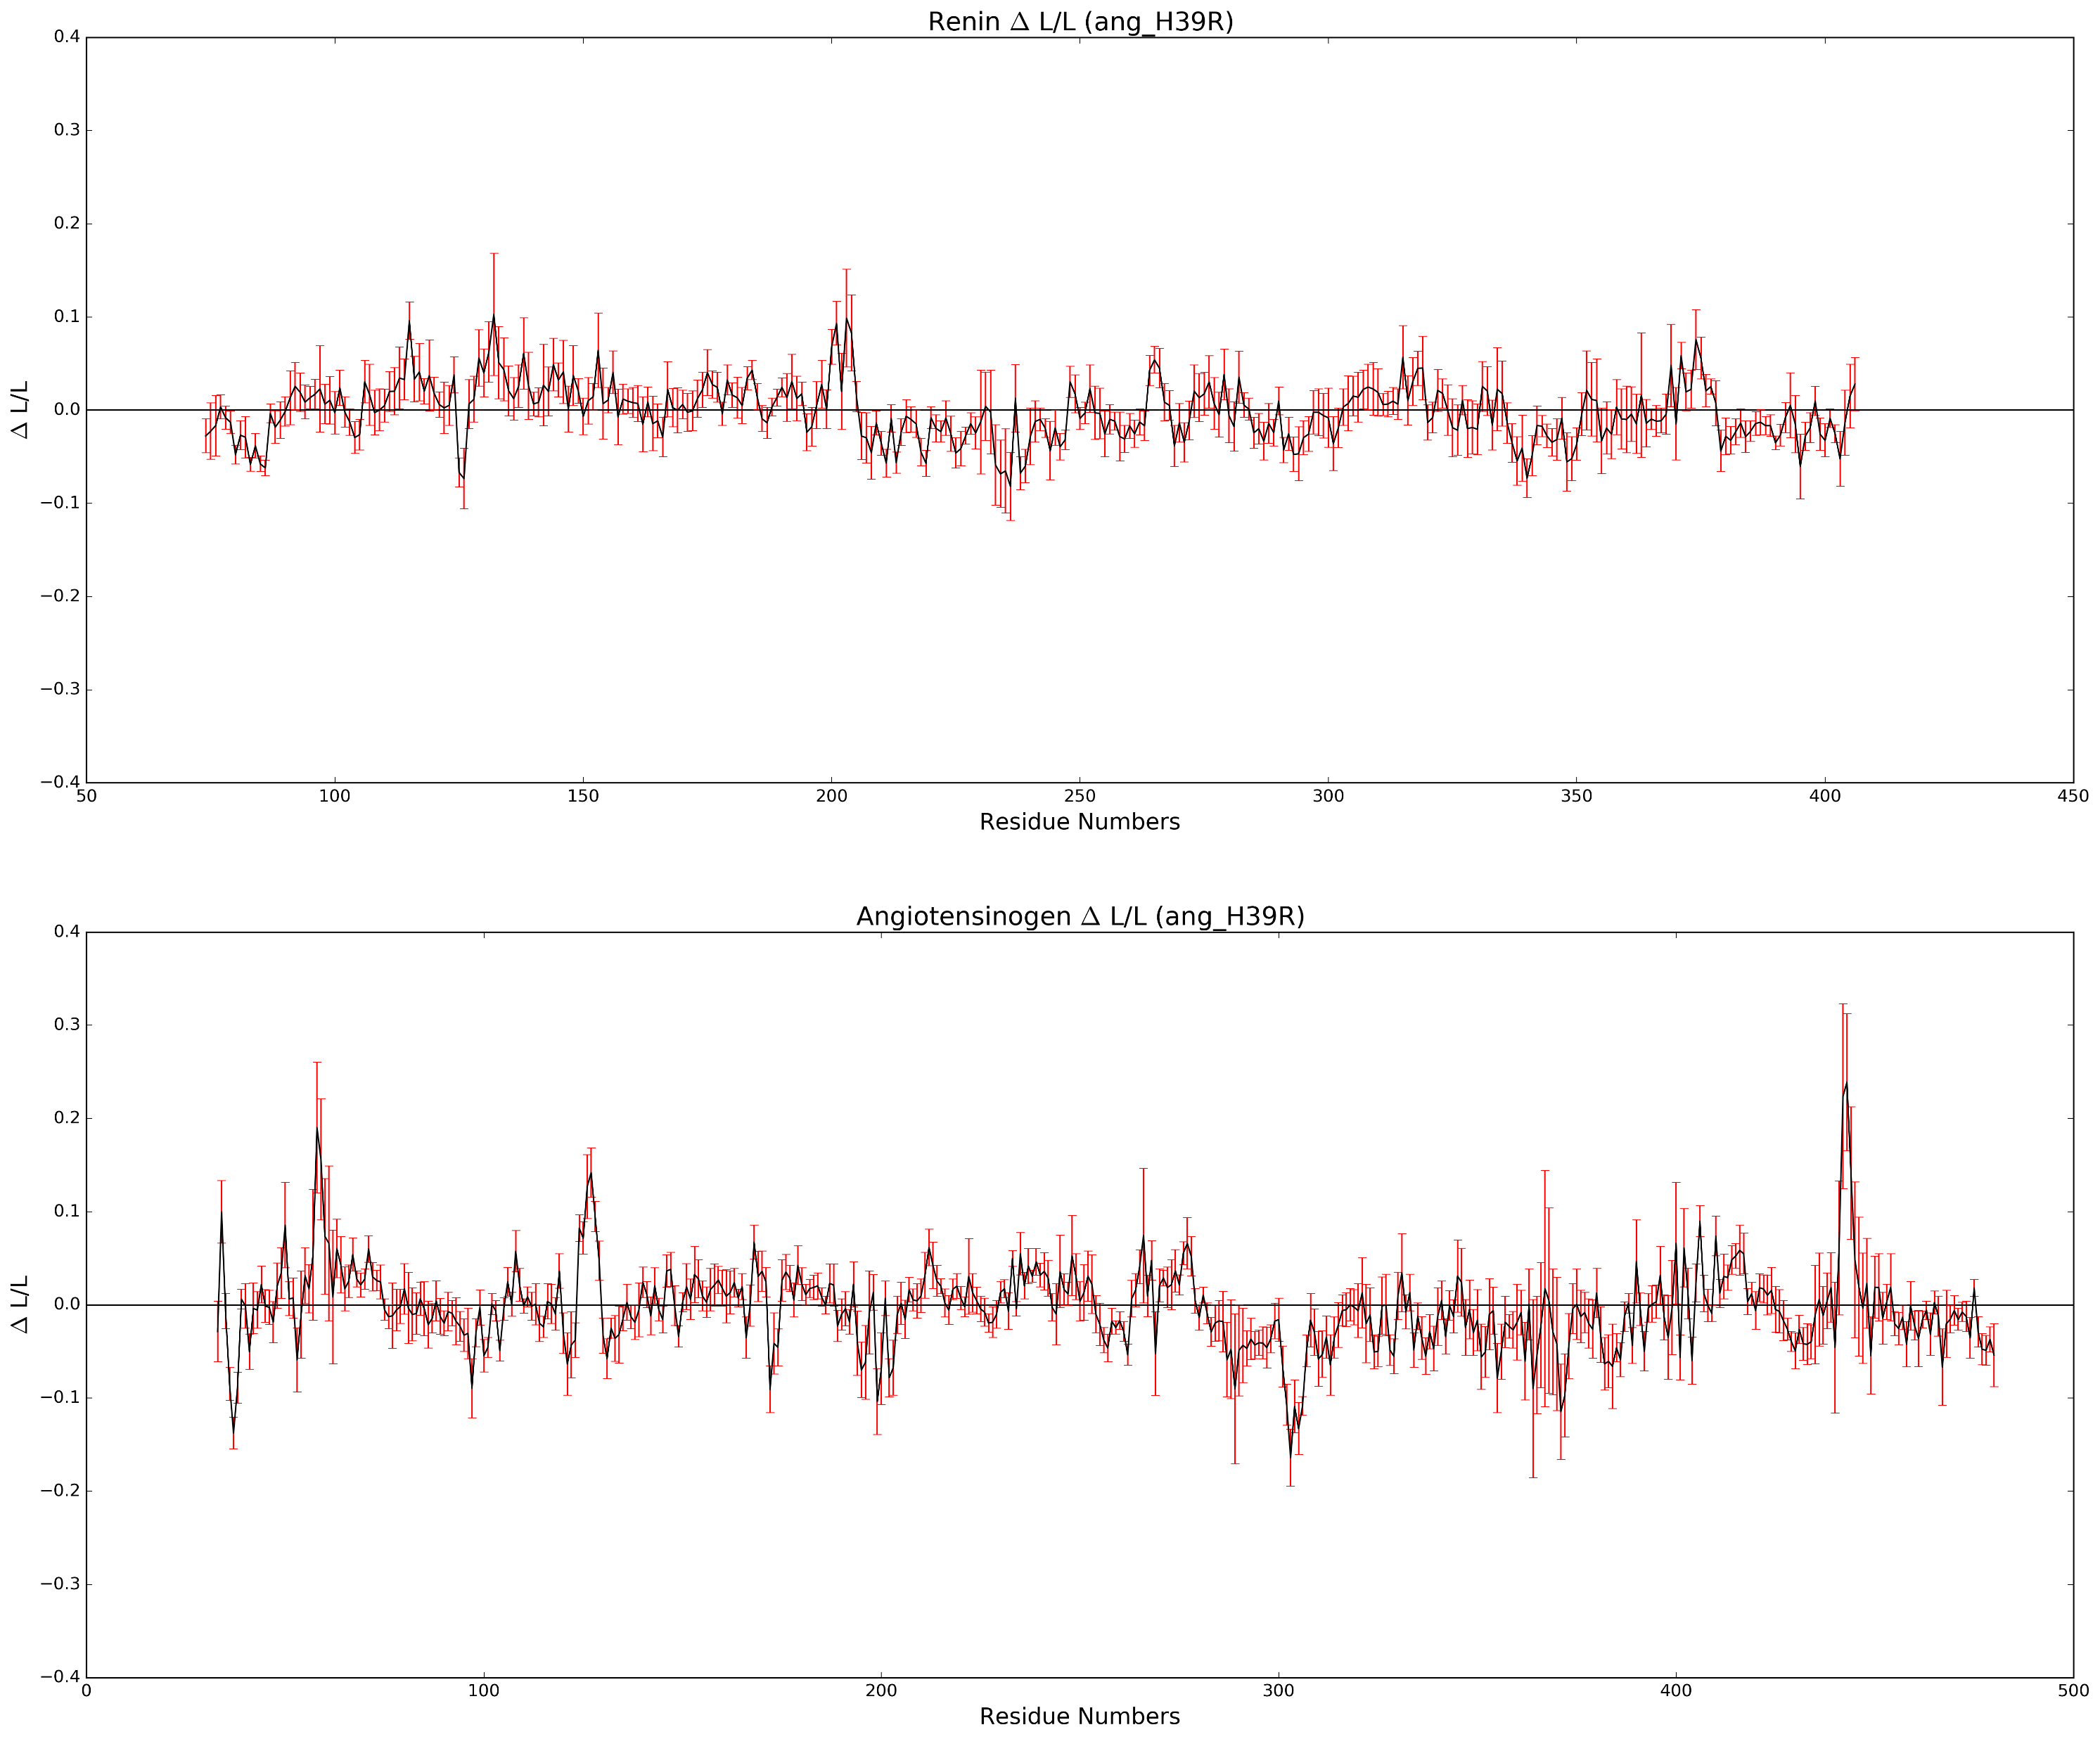 Renin Δ L/L (ang_H39R)
0.4
0.3
0.2
0.1
0.0
−0.1
−0.2
−0.3
−0.4
Δ L/L
50 100 150 200 250 300 350 400 450
Residue Numbers
Angiotensinogen Δ L/L (ang_H39R)
0.4
0.3
0.2
0.1
0.0
−0.1
−0.2
−0.3
−0.4
Δ L/L
0 100 200 300 400 500
Residue Numbers